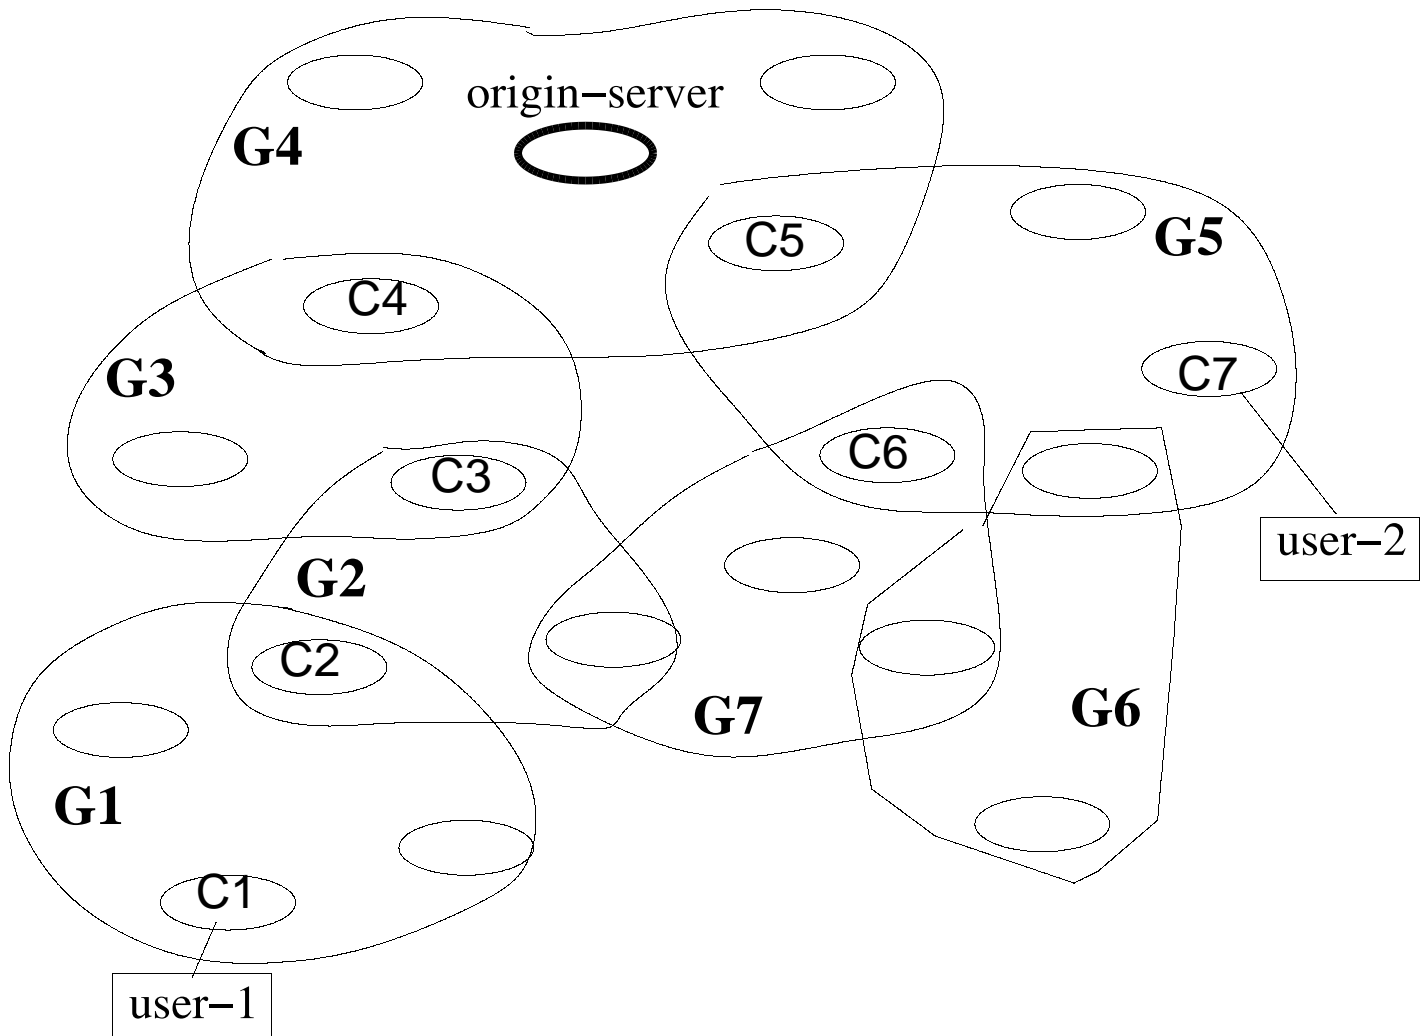 origin−server
G4
G5
C5
C4
G3
C7
C6
C3
user−2
G2
C2
G7
G6
G1
C1
user−1